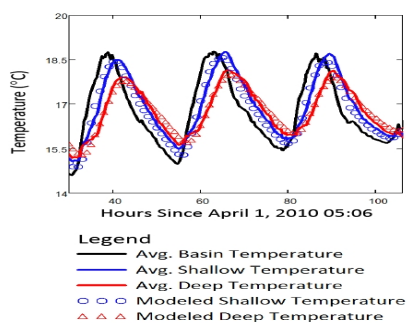 20
18.5
Temperature (°C)
17
15.5
14
40
60
80
100
Hours Since April 1, 2010 05:06
Legend
Avg. Basin Temperature
Avg. Shallow Temperature
Avg. Deep Temperature
Modeled Shallow Temperature
Modeled Deep Temperature